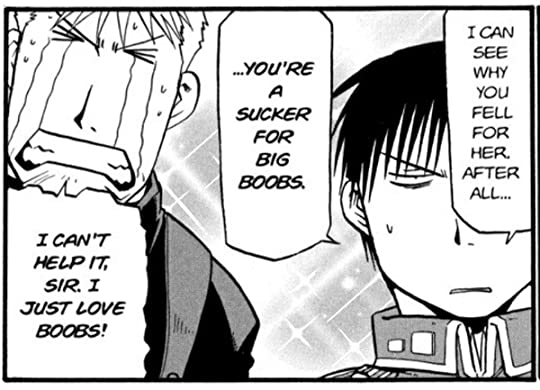 I CAN
SEE
WHY
YOU
FELL
FOR
HER.
AFTER
ALL...
...YOU'RE
A
SUCKER
FOR
BIG
BOOBS.
I CAN'T
HELP IT,
SIR. I
JUST LOVE
BOOBS!